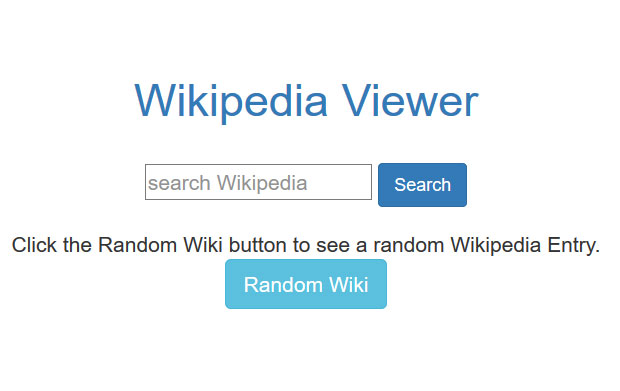 Wikipedia Viewer
search Wikipedia Search
Click the Random Wiki button to see a random Wikipedia Entry.
Random Wiki